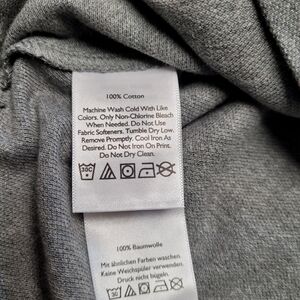 100% Cotton
Machine Wash Cold With Like
Colors. Only Non-Chlorine Bleach
When Needed. Do Not Use
Fabric Softeners. Tumble Dry Low.
Remove Promptly. Cool Iron As
Desired. Do Not Iron On Print.
Do Not Dry Clean.
30C
100% Baumwolle
Mit ähnlichen Farben waschen.
Keine Weichspüler verwenden.
Druck nicht bügeln.